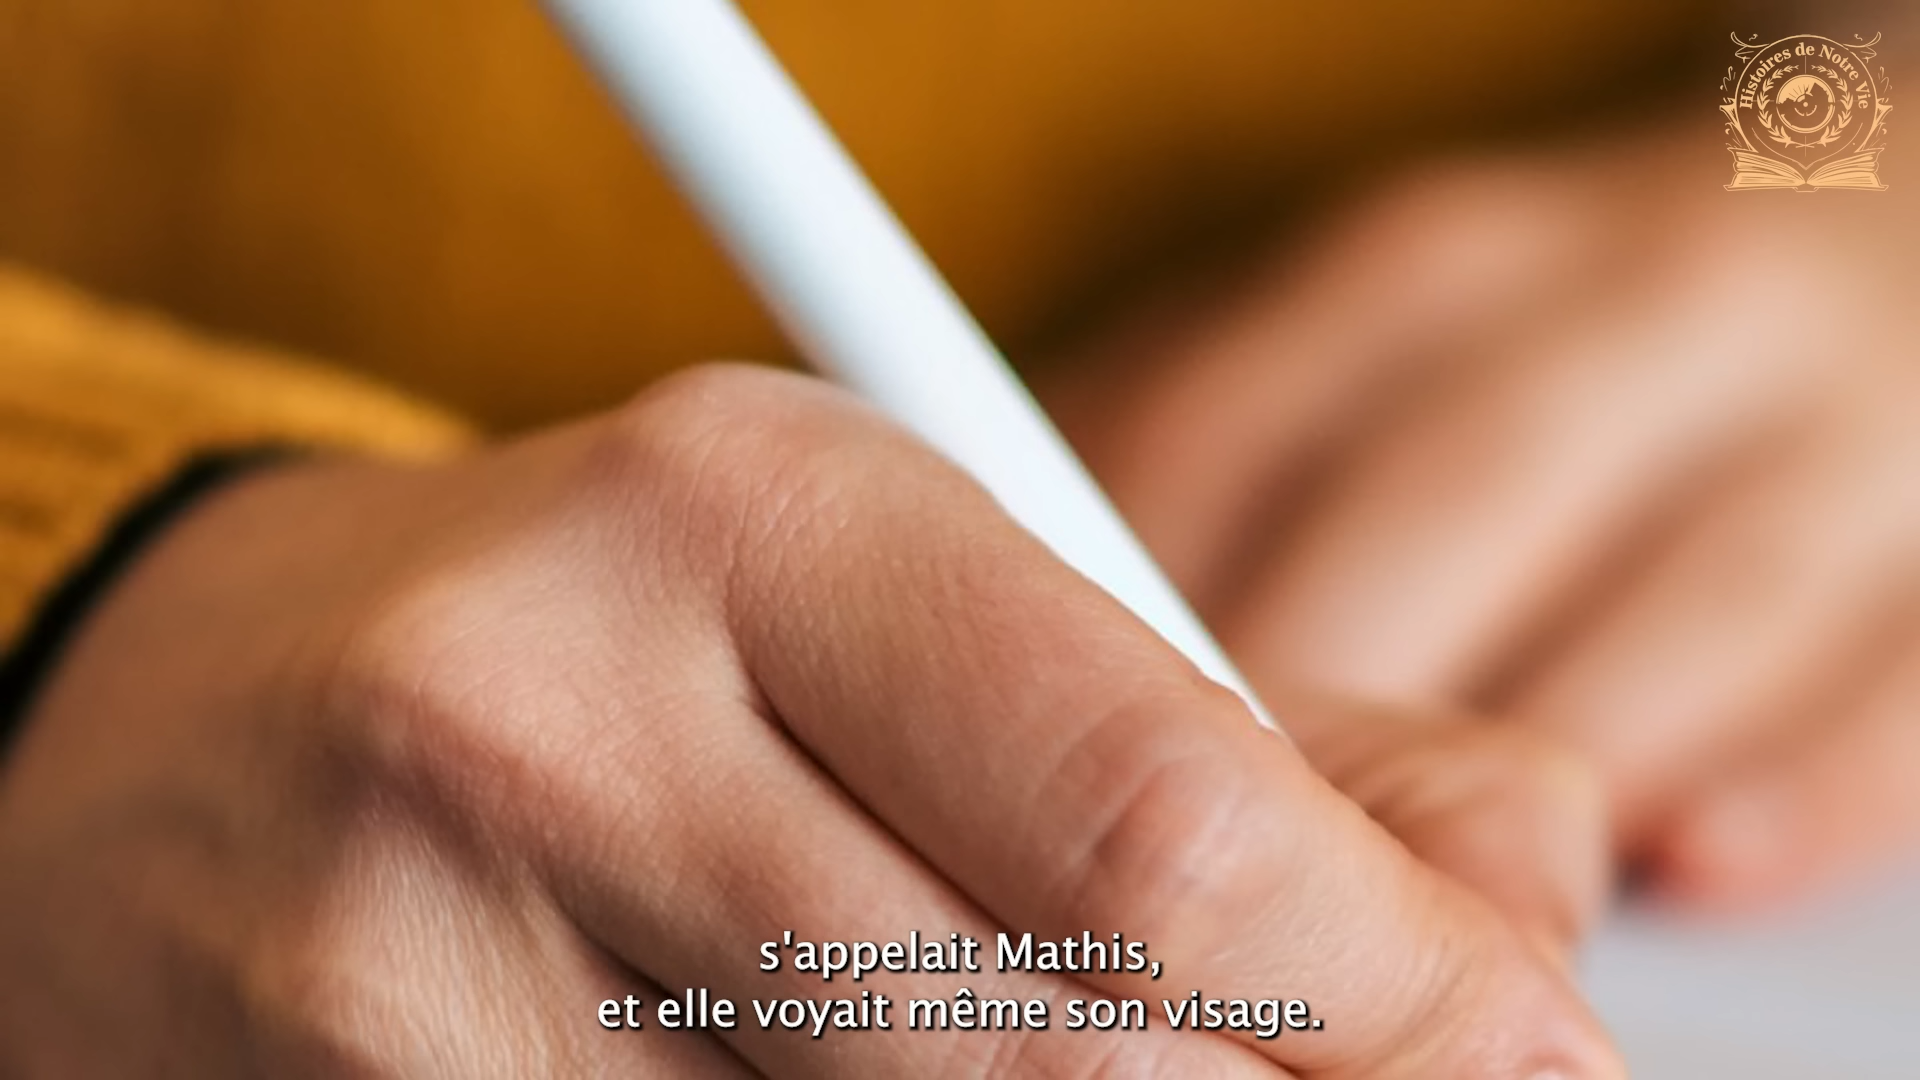 Histoires de Notre Vie
s'appelait Mathis,
et elle voyait même son visage.